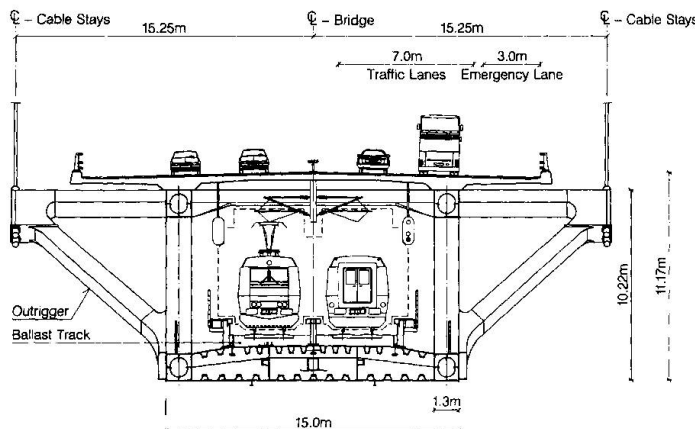 ℄ - Cable Stays
℄ - Bridge
℄ - Cable Stays
15.25m
15.25m
7.0m
3.0m
Traffic Lanes
Emergency Lane
10.22m
11.17m
Outrigger
Ballast Track
1.3m
15.0m